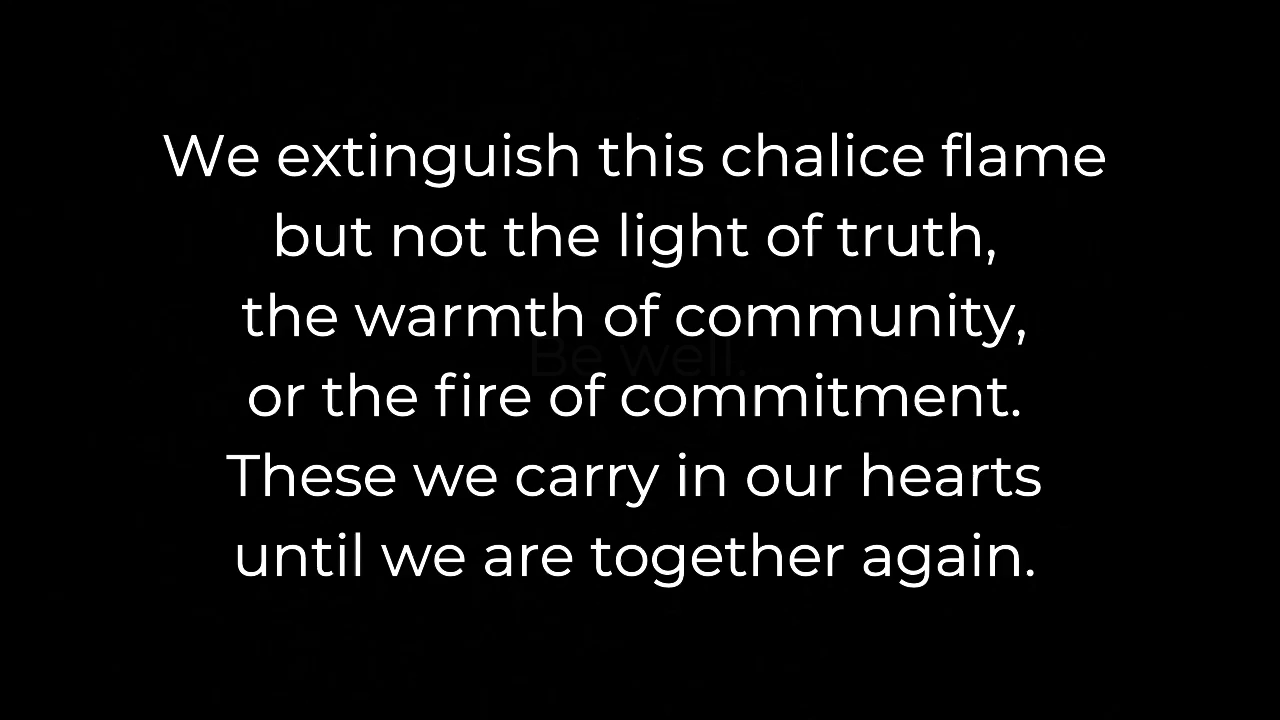 We extinguish this chalice flame
but not the light of truth,
the warmth of community,
Be well.
or the fire of commitment.
These we carry in our hearts
until we are together again.